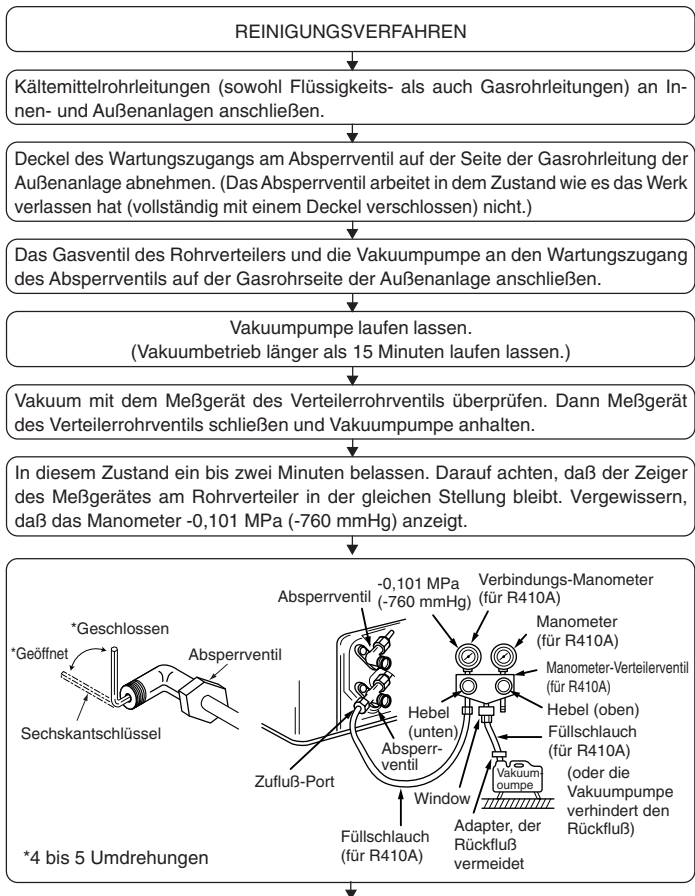 REINIGUNGSVERFAHREN
Kältemittelrohrleitungen (sowohl Flüssigkeits- als auch Gasrohrleitungen) an In-
nen- und Außenanlagen anschließen.
Deckel des Wartungszugangs am Absperrventil auf der Seite der Gasrohrleitung der
Außenanlage abnehmen. (Das Absperrventil arbeitet in dem Zustand wie es das Werk
verlassen hat (vollständig mit einem Deckel verschlossen) nicht.)
Das Gasventil des Rohrverteilers und die Vakuumpumpe an den Wartungszugang
des Absperrventils auf der Gasrohrseite der Außenanlage anschließen.
Vakuumpumpe laufen lassen.
(Vakuumbetrieb länger als 15 Minuten laufen lassen.)
Vakuum mit dem Meßgerät des Verteilerrohrventils überprüfen. Dann Meßgerät
des Verteilerrohrventils schließen und Vakuumpumpe anhalten.
In diesem Zustand ein bis zwei Minuten belassen. Darauf achten, daß der Zeiger
des Meßgerätes am Rohrverteiler in der gleichen Stellung bleibt. Vergewissern,
daß das Manometer -0,101 MPa (-760 mmHg) anzeigt.
*Geschlossen
*Geöffnet
Absperrventil
Sechskantschlüssel
*4 bis 5 Umdrehungen
Absperrventil
-0,101 MPa
(-760 mmHg)
Verbindungs-Manometer
(für R410A)
Manometer
(für R410A)
Manometer-Verteilerventil
(für R410A)
Hebel
(unten)
Hebel (oben)
Absperr-
ventil
Füllschlauch
(für R410A)
Zufluß-Port
Window
Vakuum-
oumpe
(oder die
Vakuumpumpe
verhindert den
Rückfluß)
Füllschlauch
(für R410A)
Adapter, der
Rückfluß
vermeidet